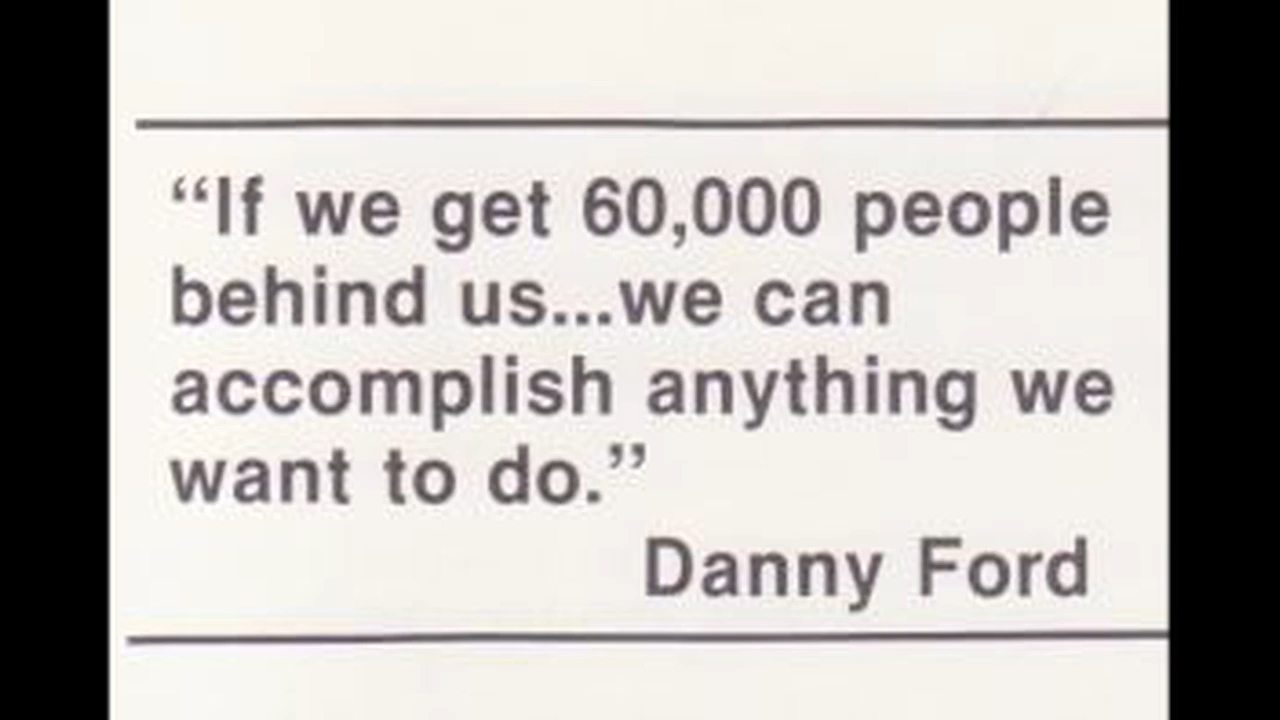 “If we get 60,000 people
behind us...we can
accomplish anything we
want to do.”
Danny Ford